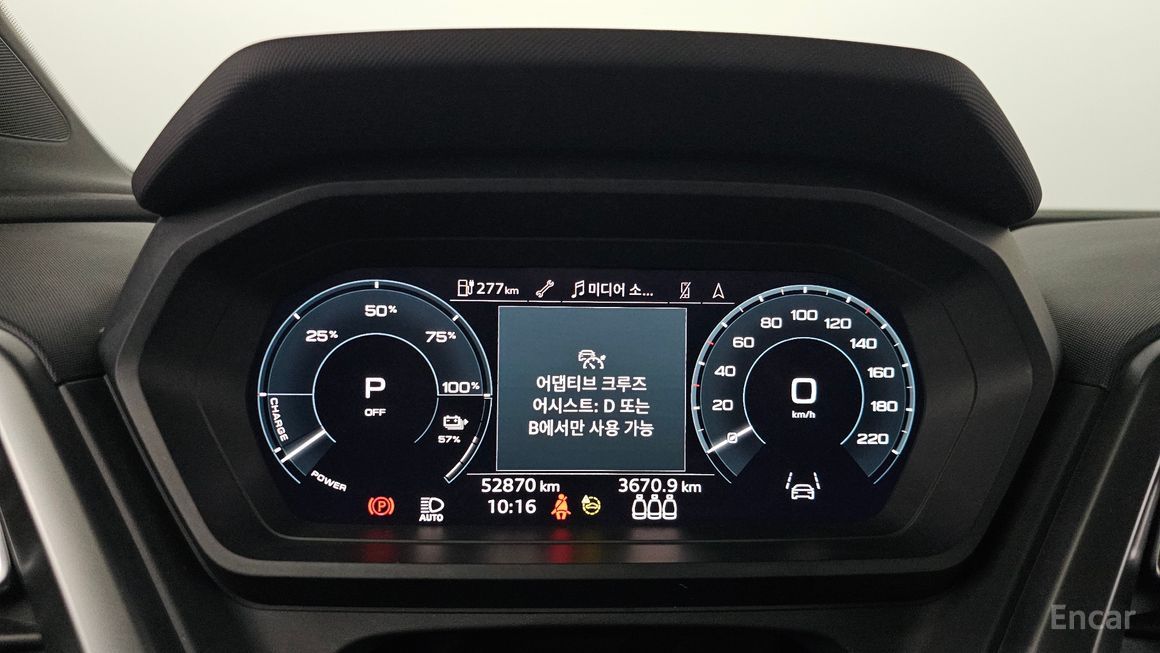 277 km
미디어 소...
25%
50%
75%
100%
P
OFF
CHARGE
POWER
57%
어댑티브 크루즈
어시스트: D 또는
B에서만 사용 가능
0
20
40
60
80
100
120
140
160
180
220
0
km/h
52870 km
3670.9 km
(P)
AUTO
10:16
Encar